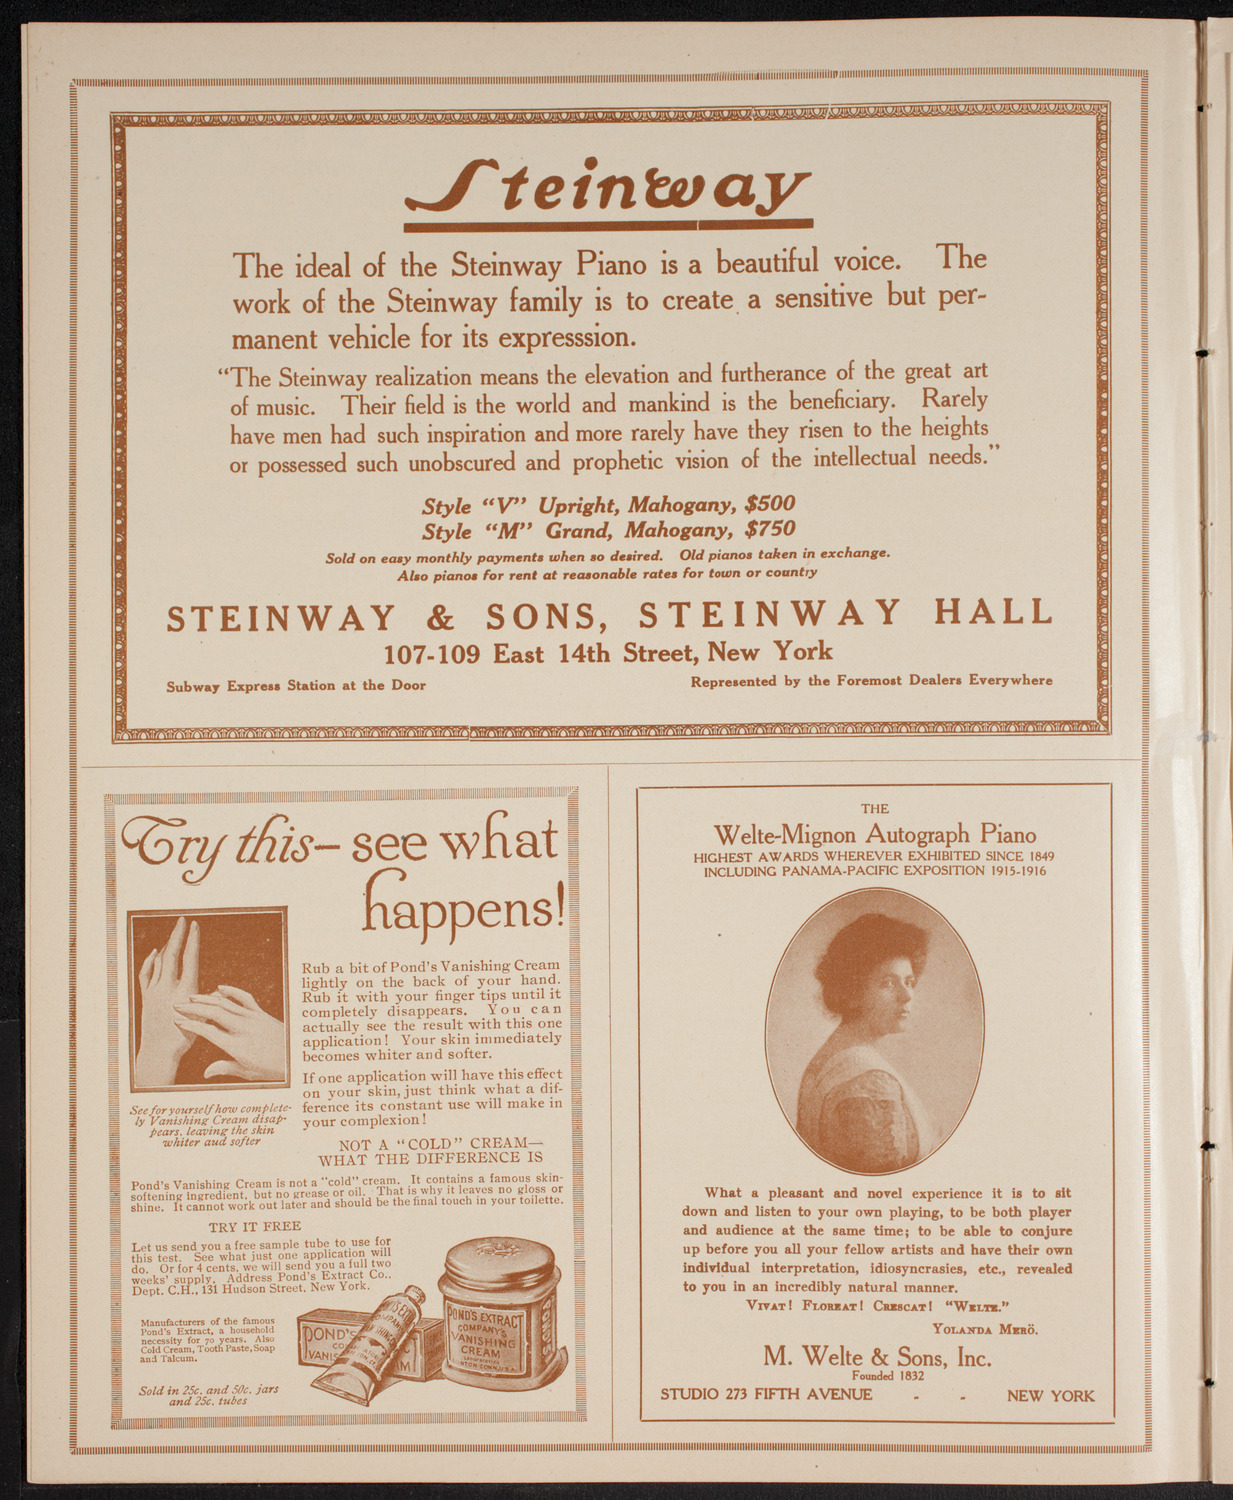 Steinway
The ideal of the Steinway Piano is a beautiful voice. The
work of the Steinway family is to create a sensitive but per-
manent vehicle for its expresssion.
“The Steinway realization means the elevation and furtherance of the great art
of music. Their field is the world and mankind is the beneficiary. Rarely
have men had such inspiration and more rarely have they risen to the heights
or possessed such unobscured and prophetic vision of the intellectual needs.”
Style “V” Upright, Mahogany, $500
Style “M” Grand, Mahogany, $750
Sold on easy monthly payments when so desired. Old pianos taken in exchange.
Also pianos for rent at reasonable rates for town or country
STEINWAY & SONS, STEINWAY HALL
107-109 East 14th Street, New York
Subway Express Station at the Door
Represented by the Foremost Dealers Everywhere
Try this—see what
happens!
Rub a bit of Pond's Vanishing Cream
lightly on the back of your hand.
Rub it with your finger tips until it
completely disappears. You can
actually see the result with this one
application! Your skin immediately
becomes whiter and softer.
If one application will have this effect
on your skin, just think what a dif-
ference its constant use will make in
your complexion!
See for yourself how complete-
ly Vanishing Cream disap-
pears, leaving the skin
whiter aud softer
NOT A “COLD” CREAM—
WHAT THE DIFFERENCE IS
Pond's Vanishing Cream is not a “cold” cream. It contains a famous skin-
softening ingredient, but no grease or oil. That is why it leaves no gloss or
shine. It cannot work out later and should be the final touch in your toilette.
TRY IT FREE
Let us send you a free sample tube to use for
this test. See what just one application will
do. Or for 4 cents, we will send you a full two
weeks' supply. Address Pond's Extract Co.,
Dept. C.H., 131 Hudson Street, New York.
Manufacturers of the famous
Pond's Extract, a household
necessity for 70 years. Also
Cold Cream, Tooth Paste, Soap
and Talcum.
Sold in 25c. and 50c. jars
and 25c. tubes
POND'S
VANIS
POND'S EXTRACT
COMPANY'S
VANISHING
CREAM
THE
Welte-Mignon Autograph Piano
HIGHEST AWARDS WHEREVER EXHIBITED SINCE 1849
INCLUDING PANAMA-PACIFIC EXPOSITION 1915-1916
What a pleasant and novel experience it is to sit
down and listen to your own playing, to be both player
and audience at the same time; to be able to conjure
up before you all your fellow artists and have their own
individual interpretation, idiosyncrasies, etc., revealed
to you in an incredibly natural manner.
VIVAT! FLOREAT! CRESCAT! “WELTE.”
YOLANDA MERÖ.
M. Welte & Sons, Inc.
Founded 1832
STUDIO 273 FIFTH AVENUE - - NEW YORK